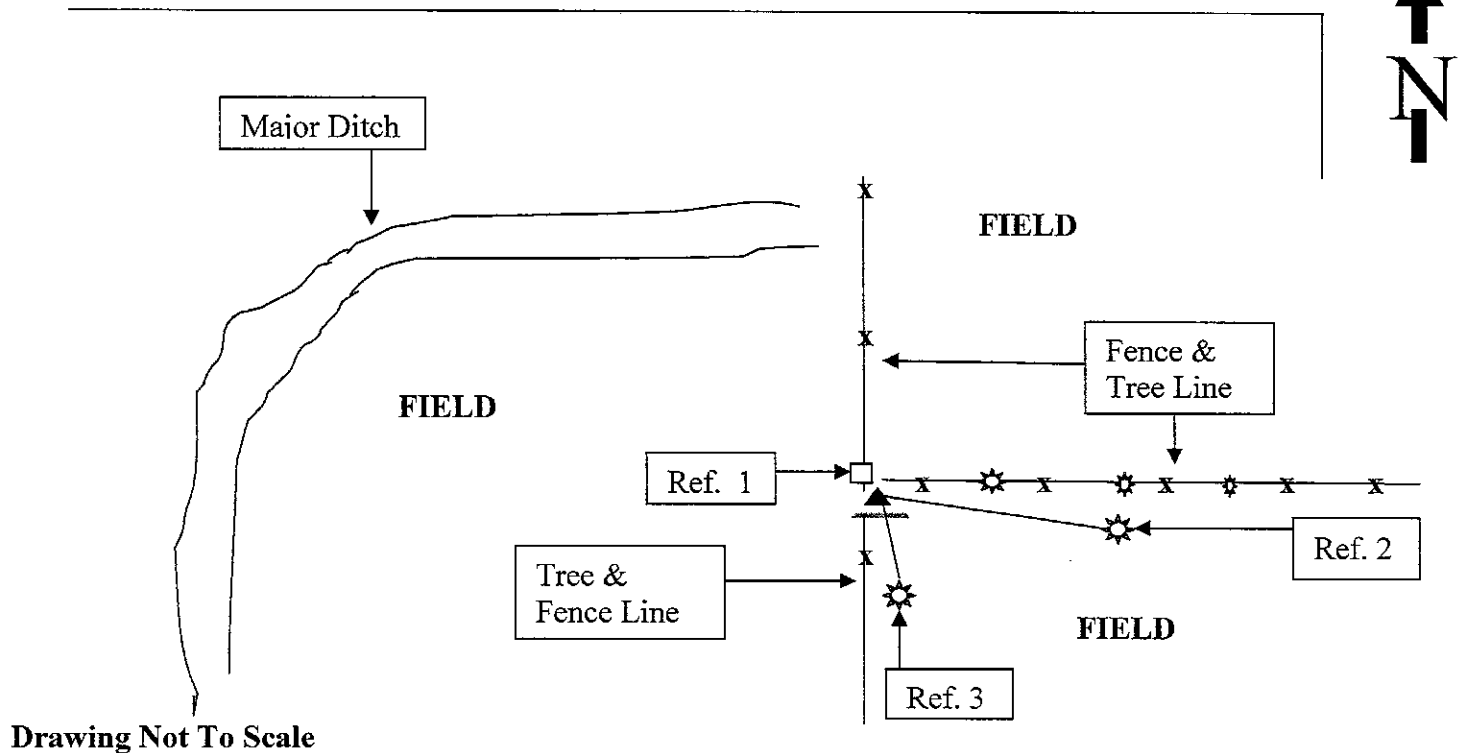 N
Major Ditch
FIELD
x
x
Fence &
Tree Line
FIELD
Ref. 1
x x x x x
Ref. 2
Tree &
Fence Line
x
FIELD
Ref. 3
Drawing Not To Scale